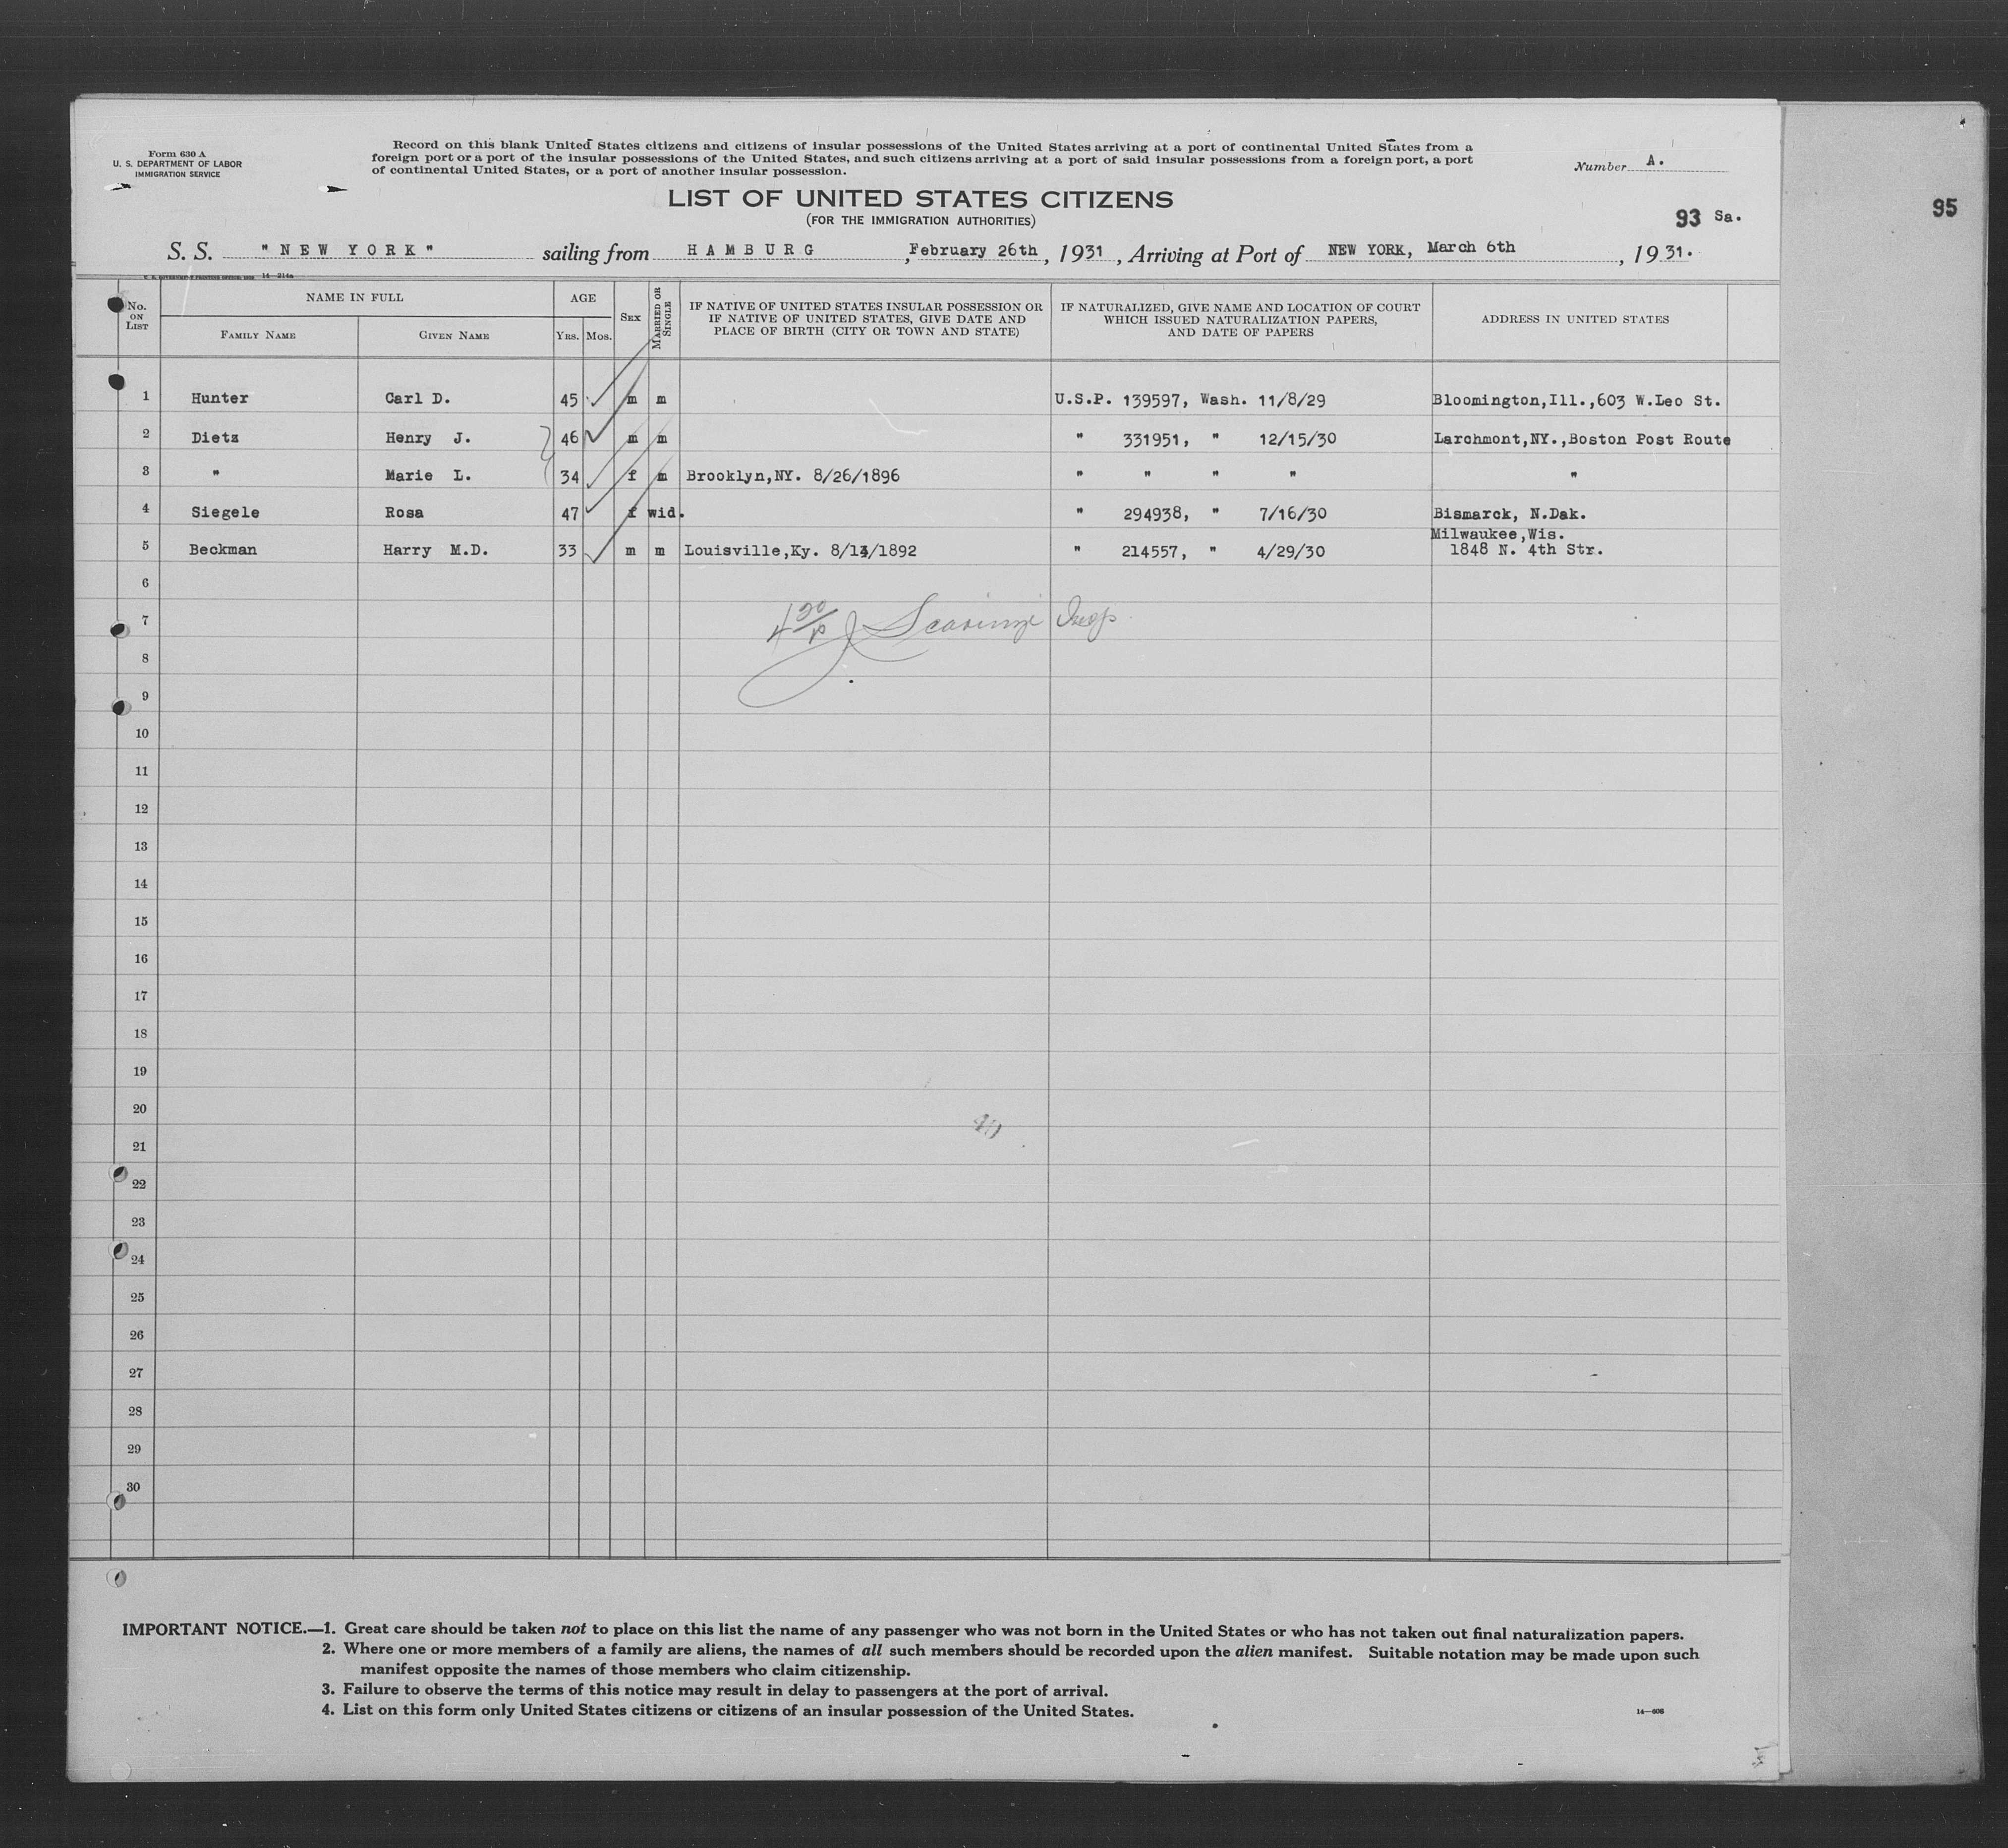 Form 630 A
U. S. DEPARTMENT OF LABOR
IMMIGRATION SERVICE
Record on this blank United States citizens and citizens of insular possessions of the United States arriving at a port of continental United States from a
foreign port or a port of the insular possessions of the United States, and such citizens arriving at a port of said insular possessions from a foreign port, a port
of continental United States, or a port of another insular possession.
Number A.
LIST OF UNITED STATES CITIZENS
(FOR THE IMMIGRATION AUTHORITIES)
93 Sa.
95
S. S. "NEW YORK" sailing from HAMBURG, February 26th, 1931, Arriving at Port of NEW YORK, March 6th, 1931.
14—214a
No. ON LIST
NAME IN FULL
FAMILY NAME
GIVEN NAME
AGE
YRS. MOS.
SEX
MARRIED OR SINGLE
IF NATIVE OF UNITED STATES INSULAR POSSESSION OR
IF NATIVE OF UNITED STATES, GIVE DATE AND
PLACE OF BIRTH (CITY OR TOWN AND STATE)
IF NATURALIZED, GIVE NAME AND LOCATION OF COURT
WHICH ISSUED NATURALIZATION PAPERS,
AND DATE OF PAPERS
ADDRESS IN UNITED STATES
1 Hunter Carl D. 45 m m U.S.P. 139597, Wash. 11/8/29 Bloomington,Ill.,603 W.Leo St.
2 Dietz Henry J. 46 m m " 331951, " 12/15/30 Larchmont,NY.,Boston Post Route
3 " Marie L. 34 f m Brooklyn,NY. 8/26/1896 " " " " "
4 Siegele Rosa 47 f wid. " 294938, " 7/16/30 Bismarck, N.Dak.
Milwaukee,Wis.
5 Beckman Harry M.D. 33 m m Louisville,Ky. 8/13/1892 " 214557, " 4/29/30 1848 N. 4th Str.
6
7
8
9
10
11
12
13
14
15
16
17
18
19
20
40
21
22
23
24
25
26
27
28
29
30
IMPORTANT NOTICE.—1. Great care should be taken not to place on this list the name of any passenger who was not born in the United States or who has not taken out final naturalization papers.
2. Where one or more members of a family are aliens, the names of all such members should be recorded upon the alien manifest. Suitable notation may be made upon such
manifest opposite the names of those members who claim citizenship.
3. Failure to observe the terms of this notice may result in delay to passengers at the port of arrival.
4. List on this form only United States citizens or citizens of an insular possession of the United States.
14—608